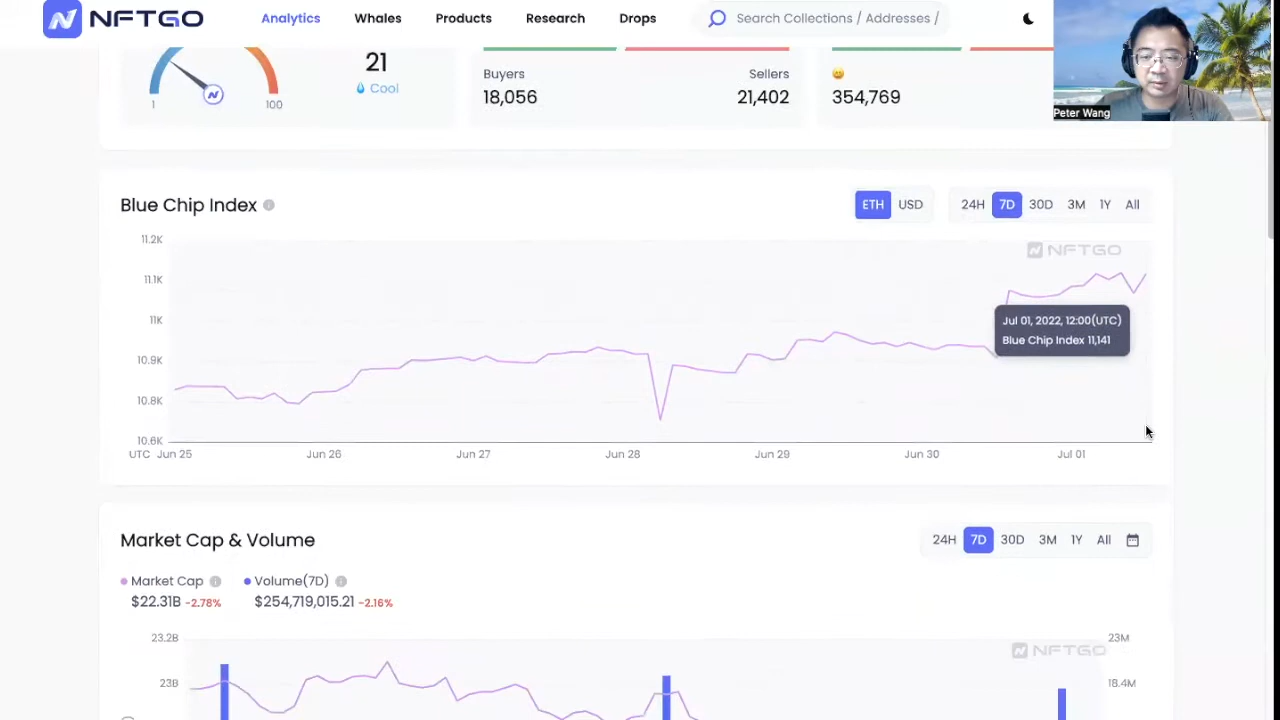 NFTGO
Analytics
Whales
Products
Research
Drops
Search Collections / Addresses /
Peter Wang
1
100
21
Cool
Buyers
18,056
Sellers
21,402
354,769
Blue Chip Index
ETH
USD
24H
7D
30D
3M
1Y
All
11.2K
11.1K
11K
10.9K
10.8K
10.6K
NFTGO
Jul 01, 2022, 12:00(UTC)
Blue Chip Index 11,141
UTC
Jun 25
Jun 26
Jun 27
Jun 28
Jun 29
Jun 30
Jul 01
Market Cap & Volume
24H
7D
30D
3M
1Y
All
Market Cap
$22.31B -2.78%
Volume(7D)
$254,719,015.21 -2.16%
23.2B
23B
NFTGO
23M
18.4M